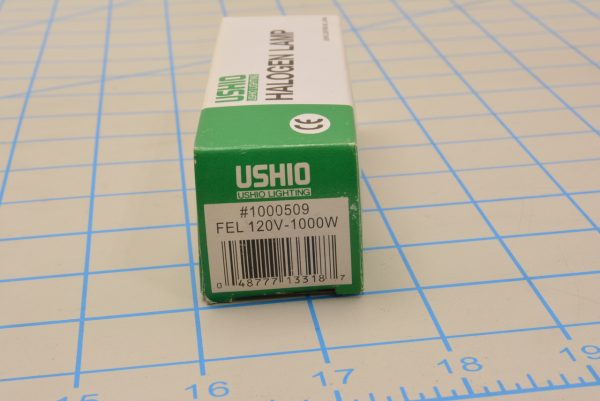 USHIO
HALOGEN LAMP
CE
USHIO
USHIO LIGHTING
#1000509
FEL 120V-1000W
0 48777 13318 7
15 16 17 18 19